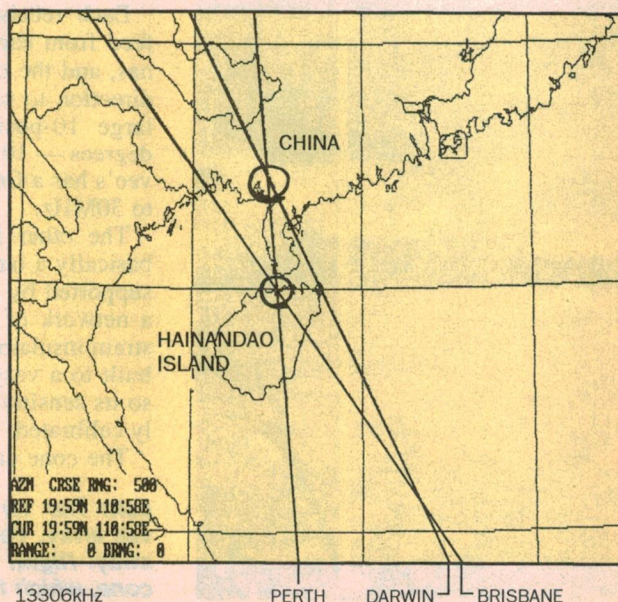 CHINA
HAINANDAO
ISLAND
AZM CRSE RNG: 500
REF 19:59N 110:58E
CUR 19:59N 110:58E
RANGE: 0 BRNG: 0
13306kHz
PERTH
DARWIN
BRISBANE